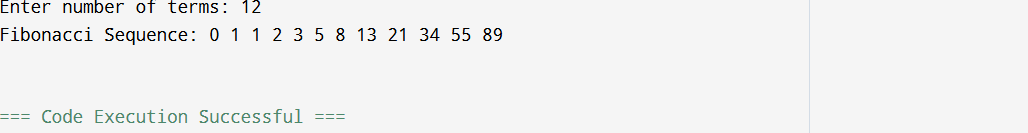 Enter number of terms: 12
Fibonacci Sequence: 0 1 1 2 3 5 8 13 21 34 55 89
=== Code Execution Successful ===